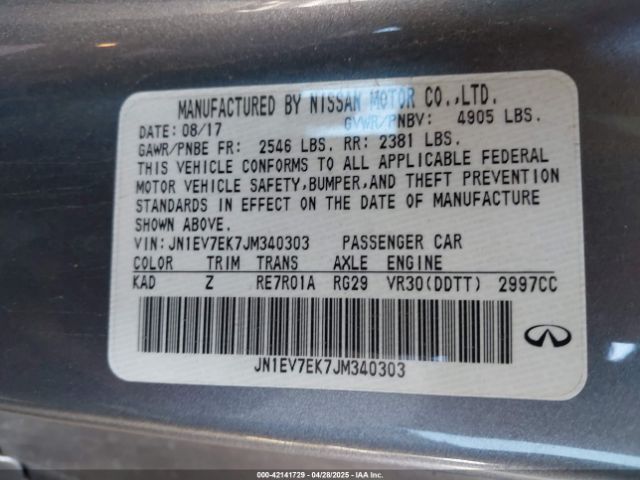 MANUFACTURED BY NISSAN MOTOR CO.,LTD.
DATE: 08/17 GVWR/PNBV: 4905 LBS.
GAWR/PNBE FR: 2546 LBS. RR: 2381 LBS.
THIS VEHICLE CONFORMS TO ALL APPLICABLE FEDERAL
MOTOR VEHICLE SAFETY,BUMPER,AND THEFT PREVENTION
STANDARDS IN EFFECT ON THE DATE OF MANUFACTURE
SHOWN ABOVE.
VIN: JN1EV7EK7JM340303 PASSENGER CAR
COLOR TRIM TRANS AXLE ENGINE
KAD Z RE7R01A RG29 VR30(DDTT) 2997CC
JN1EV7EK7JM340303
000-42141729 - 04/28/2025 - IAAI.COM